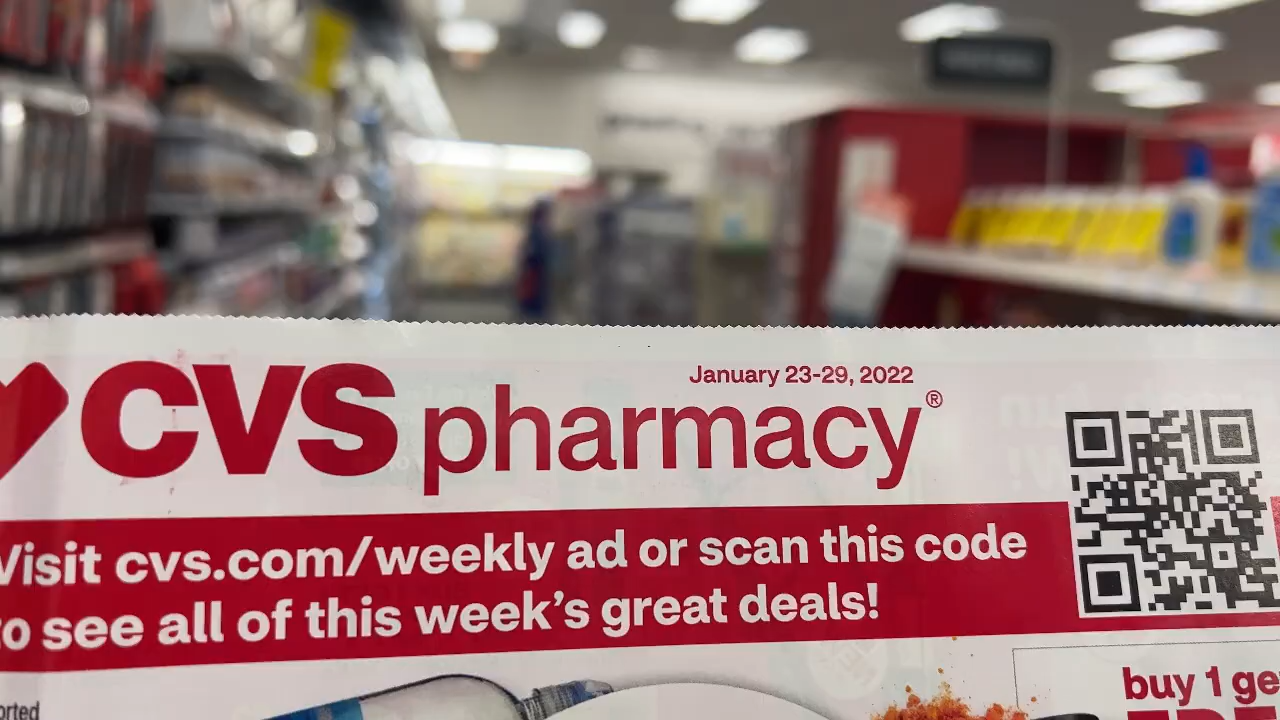 January 23-29, 2022
CVS pharmacy®
Visit cvs.com/weekly ad or scan this code
to see all of this week's great deals!
buy 1 ge
orted